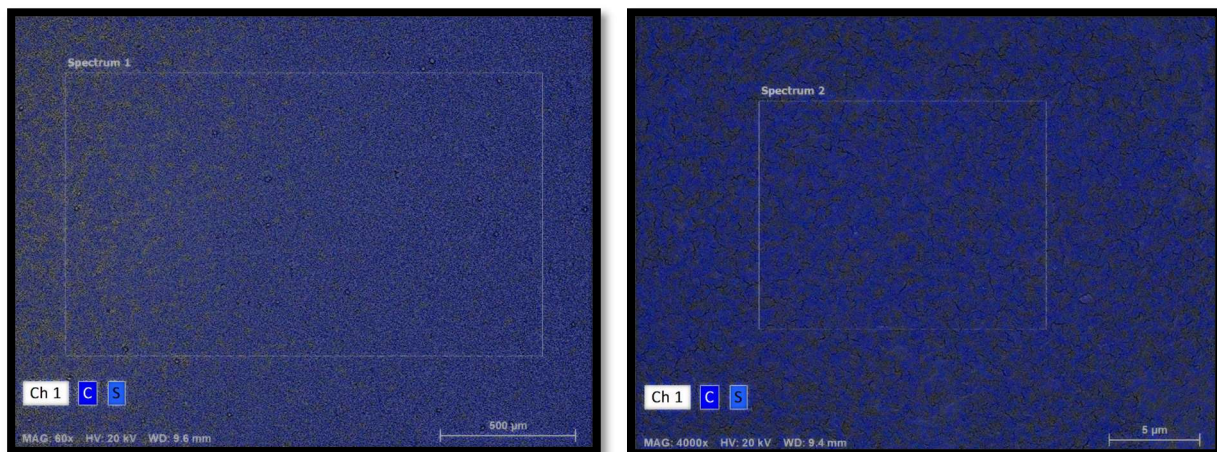 Spectrum 1
Ch 1 C S
MAG: 60x HV: 20 kV WD: 9.6 mm
500 µm
Spectrum 2
Ch 1 C S
MAG: 4000x HV: 20 kV WD: 9.4 mm
5 µm